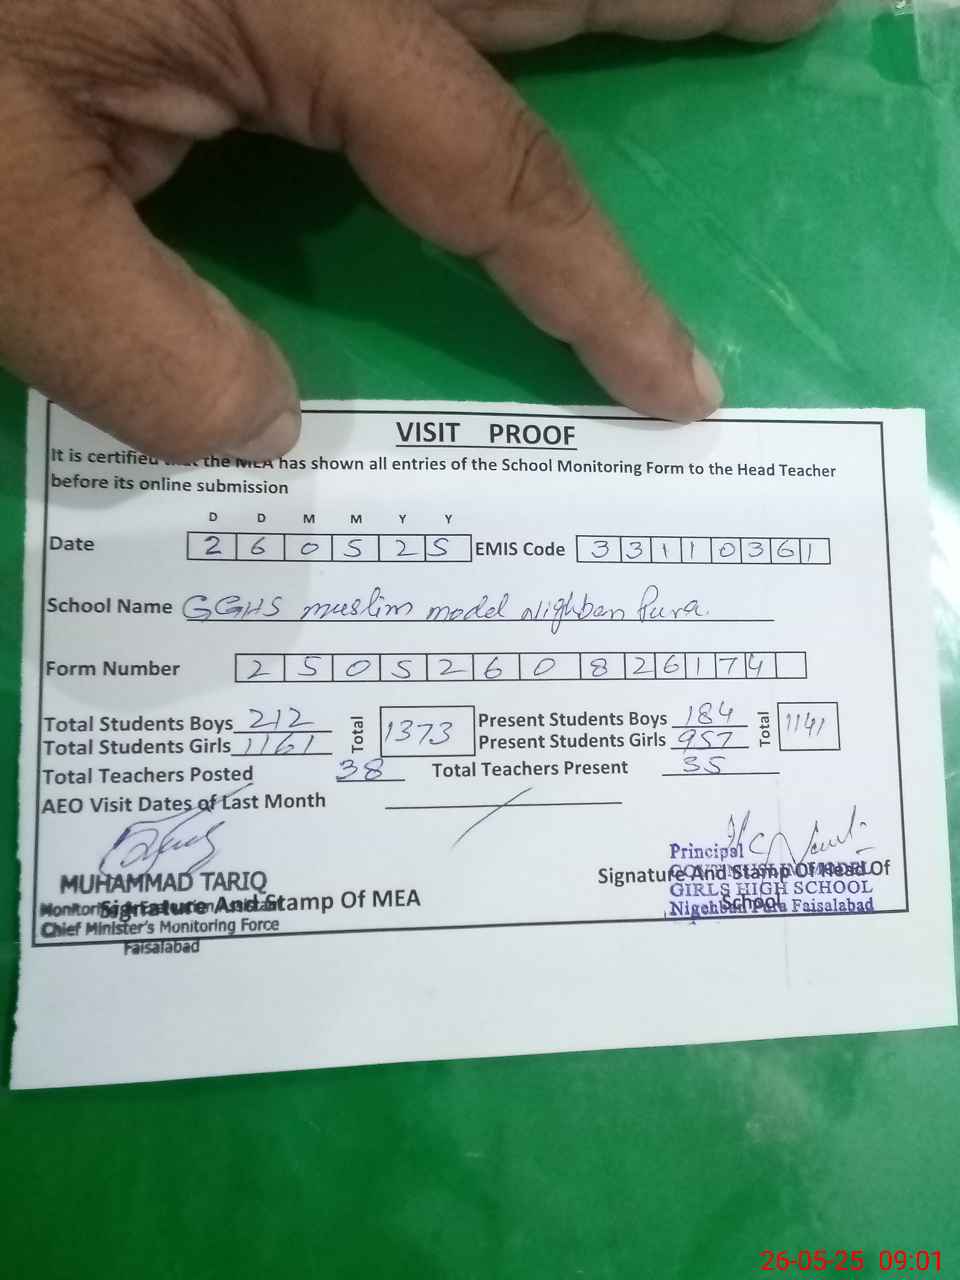 VISIT PROOF
It is certified that the MEA has shown all entries of the School Monitoring Form to the Head Teacher
before its online submission
D D M M Y Y
Date 2 6 0 5 2 5 EMIS Code 3 3 1 1 0 3 6 1
School Name GGHS muslim model Nighban Pura.
Form Number 2 5 0 5 2 6 0 8 2 6 1 7 4
Total Students Boys 212 Total 1373 Present Students Boys 184 Total 1141
Total Students Girls 1161 Present Students Girls 957
Total Teachers Posted 38 Total Teachers Present 35
AEO Visit Dates of Last Month
Principal
MUHAMMAD TARIQ
Signature And Stamp Of Head Of
School
GIRLS HIGH SCHOOL
Signature And Stamp Of MEA
Nigehban Pura Faisalabad
Chief Minister's Monitoring Force
Faisalabad
26-05-25 09:01